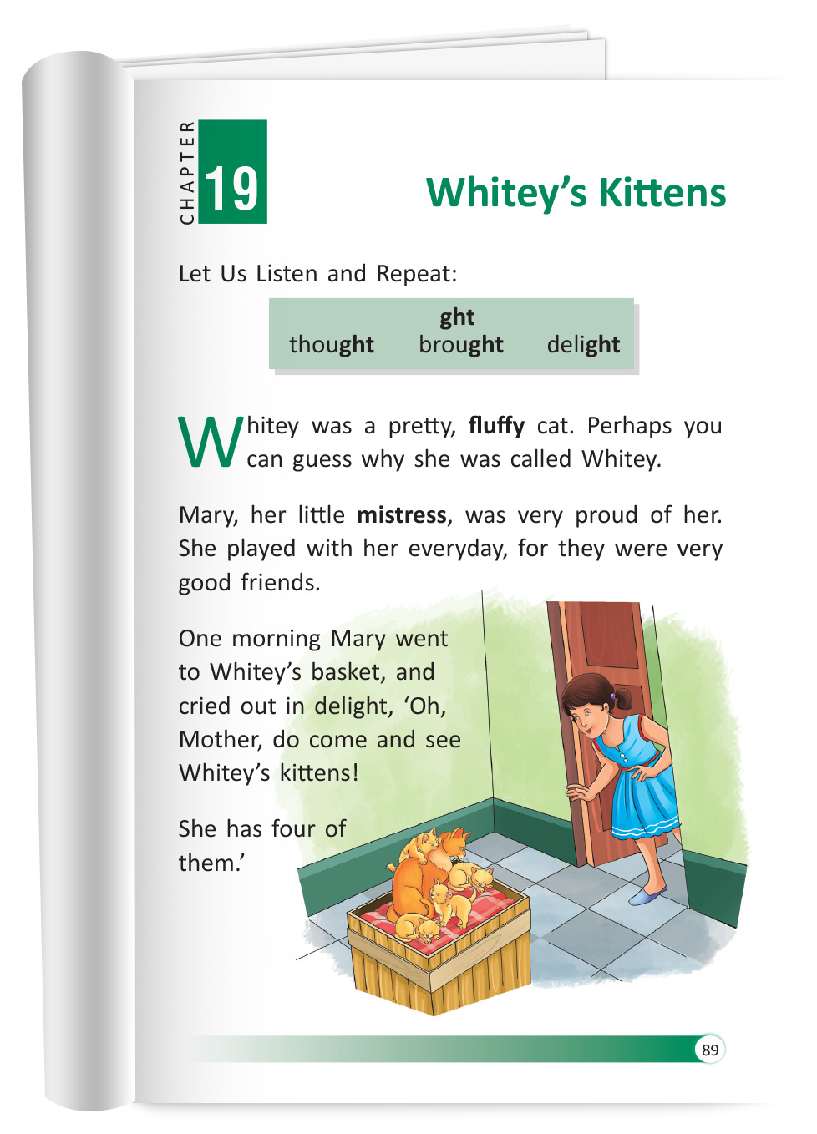 CHAPTER
19
Whitey’s Kittens
Let Us Listen and Repeat:
ght
thought brought delight
Whitey was a pretty, fluffy cat. Perhaps you
can guess why she was called Whitey.
Mary, her little mistress, was very proud of her.
She played with her everyday, for they were very
good friends.
One morning Mary went
to Whitey’s basket, and
cried out in delight, ‘Oh,
Mother, do come and see
Whitey’s kittens!
She has four of
them.’
89